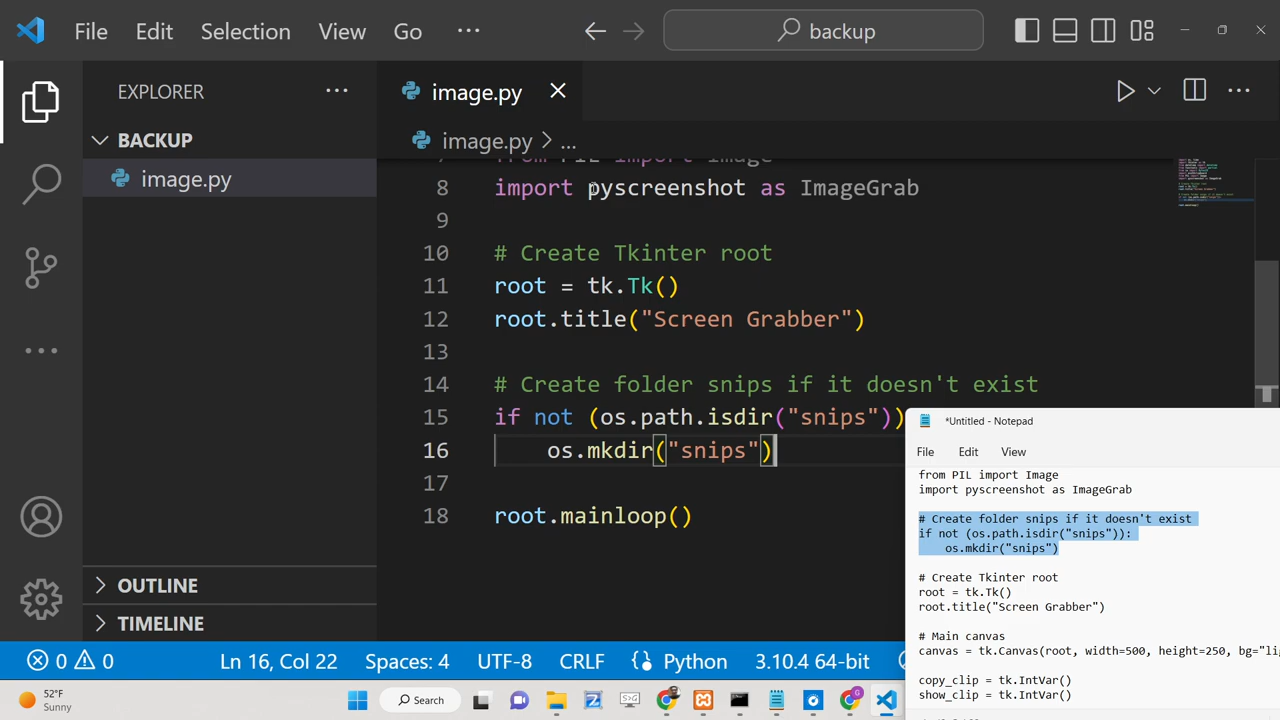 File Edit Selection View Go ··· backup
EXPLORER ···
BACKUP
image.py
OUTLINE
TIMELINE
image.py
image.py > ...
7 from PIL import Image
8 import pyscreenshot as ImageGrab
9
10 # Create Tkinter root
11 root = tk.Tk()
12 root.title("Screen Grabber")
13
14 # Create folder snips if it doesn't exist
15 if not (os.path.isdir("snips"))
16 os.mkdir("snips")
17
18 root.mainloop()
*Untitled - Notepad
File Edit View
from PIL import Image
import pyscreenshot as ImageGrab
# Create folder snips if it doesn't exist
if not (os.path.isdir("snips")):
os.mkdir("snips")
# Create Tkinter root
root = tk.Tk()
root.title("Screen Grabber")
# Main canvas
canvas = tk.Canvas(root, width=500, height=250, bg="li
copy_clip = tk.IntVar()
show_clip = tk.IntVar()
0 0 Ln 16, Col 22 Spaces: 4 UTF-8 CRLF Python 3.10.4 64-bit
52°F
Sunny
Search